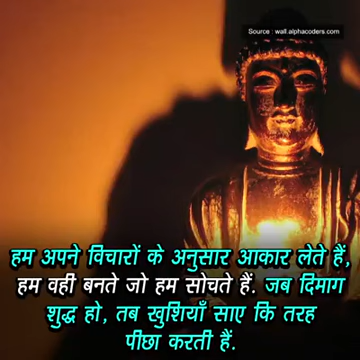 Source : wall.alphacoders.com
हम अपने विचारों के अनुसार आकार लेते हैं,
हम वही बनते जो हम सोचते हैं. जब दिमाग
शुद्ध हो, तब खुशियाँ साए कि तरह
पीछा करती हैं.